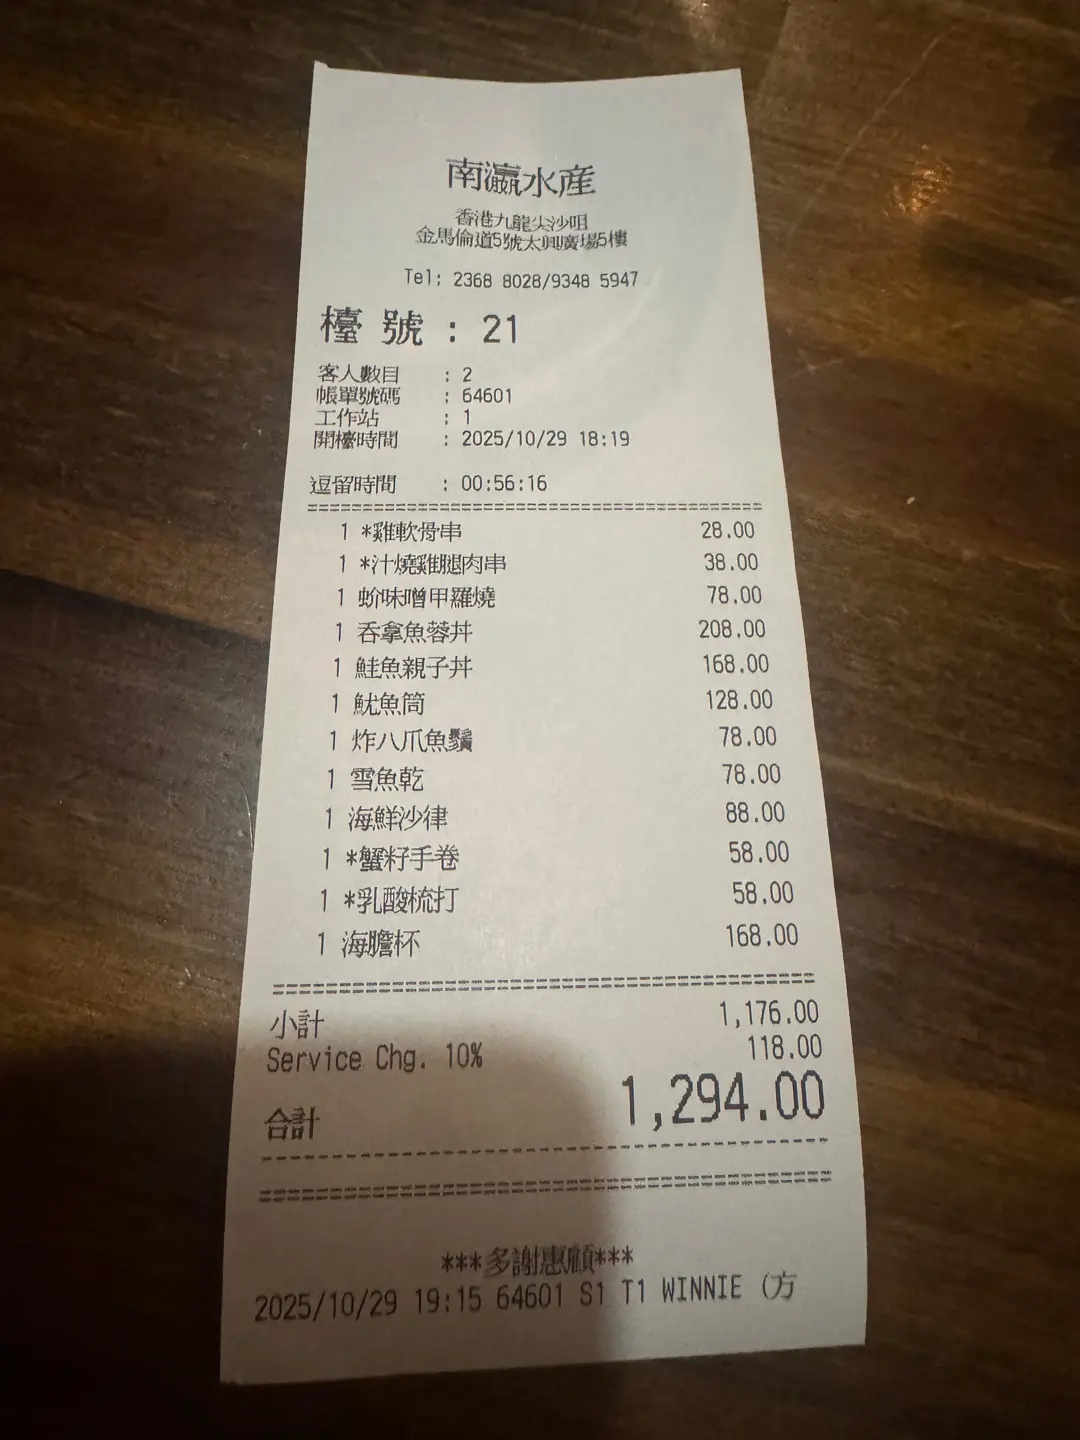 南瀛水産
香港九龍尖沙咀
金馬倫道5號太興廣場5樓
Tel: 2368 8028/9348 5947
檯 號 : 21
客人數目 : 2
帳單號碼 : 64601
工作站 : 1
開檯時間 : 2025/10/29 18:19
逗留時間 : 00:56:16
1 *雞軟骨串 28.00
1 *汁燒雞腿肉串 38.00
1 蚧味噌甲羅燒 78.00
1 呑拿魚蓉丼 208.00
1 鮭魚親子丼 168.00
1 魷魚筒 128.00
1 炸八爪魚鬚 78.00
1 雪魚乾 78.00
1 海鮮沙律 88.00
1 *蟹籽手卷 58.00
1 *乳酸梳打 58.00
1 海膽杯 168.00
小計 1,176.00
Service Chg. 10% 118.00
合計 1,294.00
***多謝惠顧***
2025/10/29 19:15 64601 S1 T1 WINNIE (方